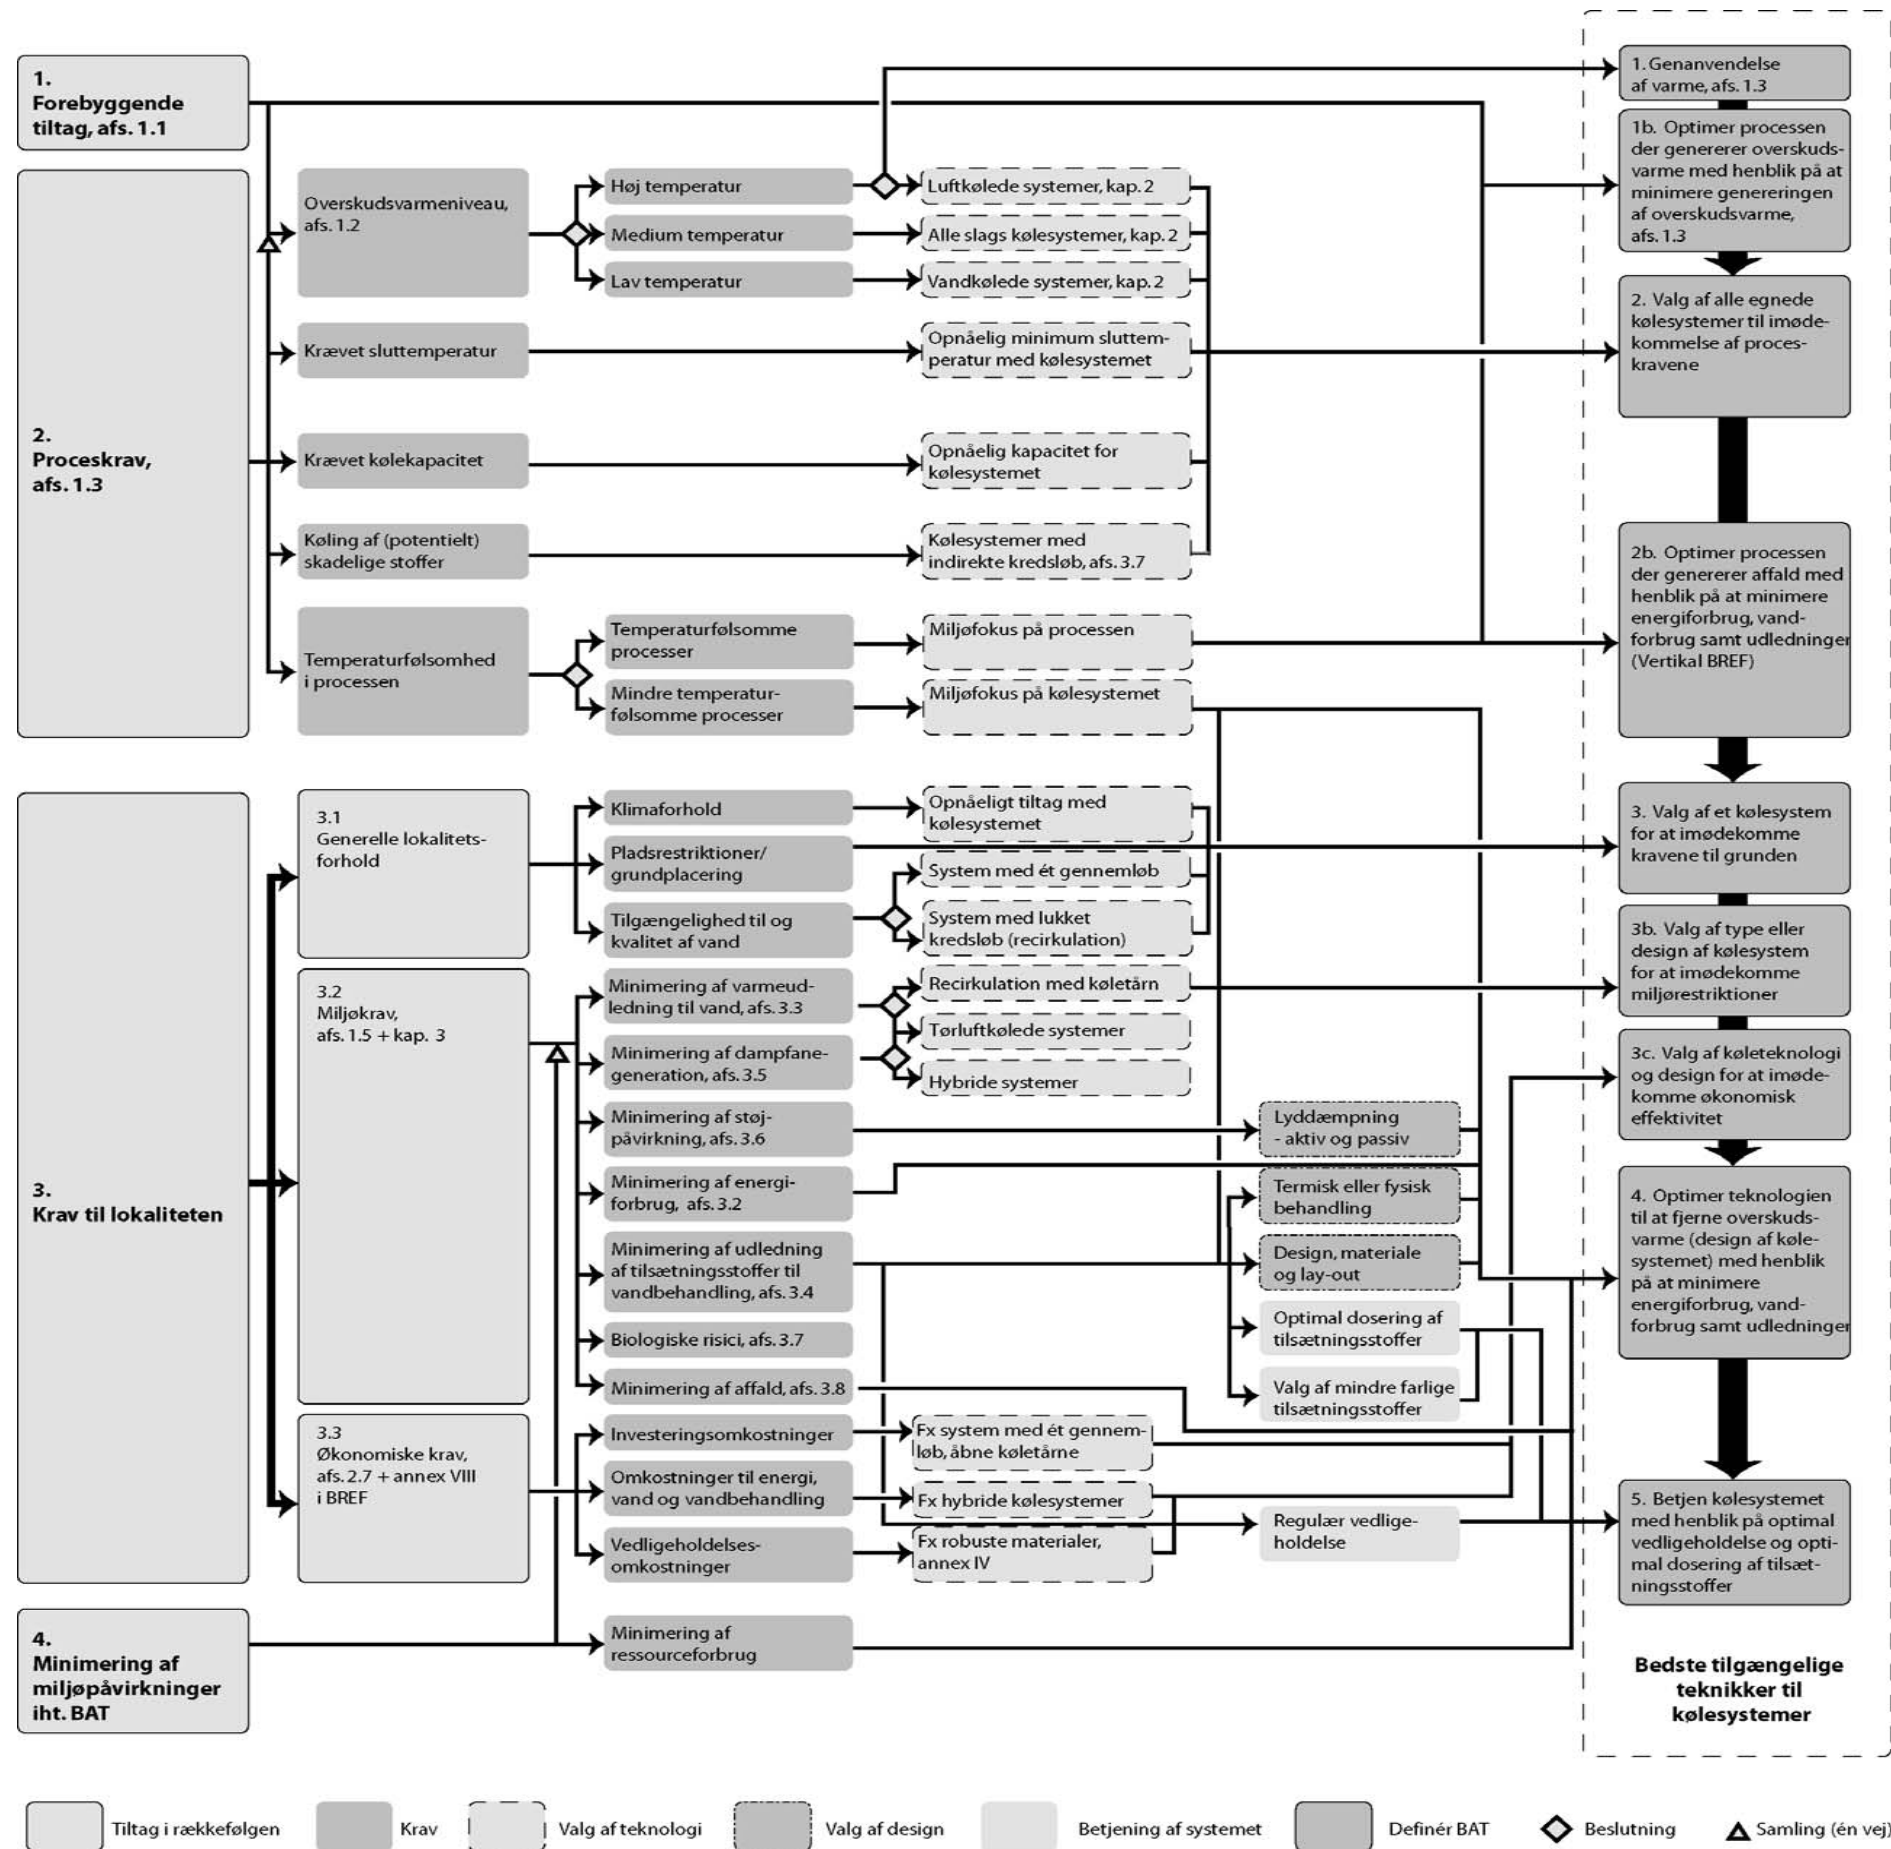 1.
Forebyggende
tiltag, afs. 1.1
2.
Proceskrav,
afs. 1.3
Overskudsvarmeniveau,
afs. 1.2
Høj temperatur
Luftkølede systemer, kap. 2
Medium temperatur
Alle slags kølesystemer, kap. 2
Lav temperatur
Vandkølede systemer, kap. 2
Krævet sluttemperatur
Opnåelig minimum sluttem-
peratur med kølesystemet
Krævet kølekapacitet
Opnåelig kapacitet for
kølesystemet
Køling af (potentielt)
skadelige stoffer
Kølesystemer med
indirekte kredsløb, afs. 3.7
Temperaturfølsomhed
i processen
Temperaturfølsomme
processer
Miljøfokus på processen
Mindre temperatur-
følsomme processer
Miljøfokus på kølesystemet
3.
Krav til lokaliteten
3.1
Generelle lokalitets-
forhold
Klimaforhold
Opnåeligt tiltag med
kølesystemet
Pladsrestriktioner/
grundplacering
System med ét gennemløb
Tilgængelighed til og
kvalitet af vand
System med lukket
kredsløb (recirkulation)
3.2
Miljøkrav,
afs. 1.5 + kap. 3
Minimering af varmeud-
ledning til vand, afs. 3.3
Recirkulation med køletårn
Tørluftkølede systemer
Minimering af dampfane-
generation, afs. 3.5
Hybride systemer
Minimering af støj-
påvirkning, afs. 3.6
Lyddæmpning
- aktiv og passiv
Minimering af energi-
forbrug, afs. 3.2
Termisk eller fysisk
behandling
Minimering af udledning
af tilsætningsstoffer til
vandbehandling, afs. 3.4
Design, materiale
og lay-out
Optimal dosering af
tilsætningsstoffer
Biologiske risici, afs. 3.7
Minimering af affald, afs. 3.8
Valg af mindre farlige
tilsætningsstoffer
3.3
Økonomiske krav,
afs. 2.7 + annex VIII
i BREF
Investeringsomkostninger
Fx system med ét gennem-
løb, åbne køletårne
Omkostninger til energi,
vand og vandbehandling
Fx hybride kølesystemer
Regulær vedlige-
holdelse
Vedligeholdelses-
omkostninger
Fx robuste materialer,
annex IV
4.
Minimering af
miljøpåvirkninger
iht. BAT
Minimering af
ressourceforbrug
1. Genanvendelse
af varme, afs. 1.3
1b. Optimer processen
der genererer overskuds-
varme med henblik på at
minimere genereringen
af overskudsvarme,
afs. 1.3
2. Valg af alle egnede
kølesystemer til imøde-
kommelse af proces-
kravene
2b. Optimer processen
der genererer affald med
henblik på at minimere
energiforbrug, vand-
forbrug samt udledninger
(Vertikal BREF)
3. Valg af et kølesystem
for at imødekomme
kravene til grunden
3b. Valg af type eller
design af kølesystem
for at imødekomme
miljørestriktioner
3c. Valg af køleteknologi
og design for at imøde-
komme økonomisk
effektivitet
4. Optimer teknologien
til at fjerne overskuds-
varme (design af køle-
systemet) med henblik
på at minimere
energiforbrug, vand-
forbrug samt udledninger
5. Betjen kølesystemet
med henblik på optimal
vedligeholdelse og opti-
mal dosering af tilsæt-
ningsstoffer
Bedste tilgængelige
teknikker til
kølesystemer
Tiltag i rækkefølgen
Krav
Valg af teknologi
Valg af design
Betjening af systemet
Definér BAT
Beslutning
Samling (én vej)